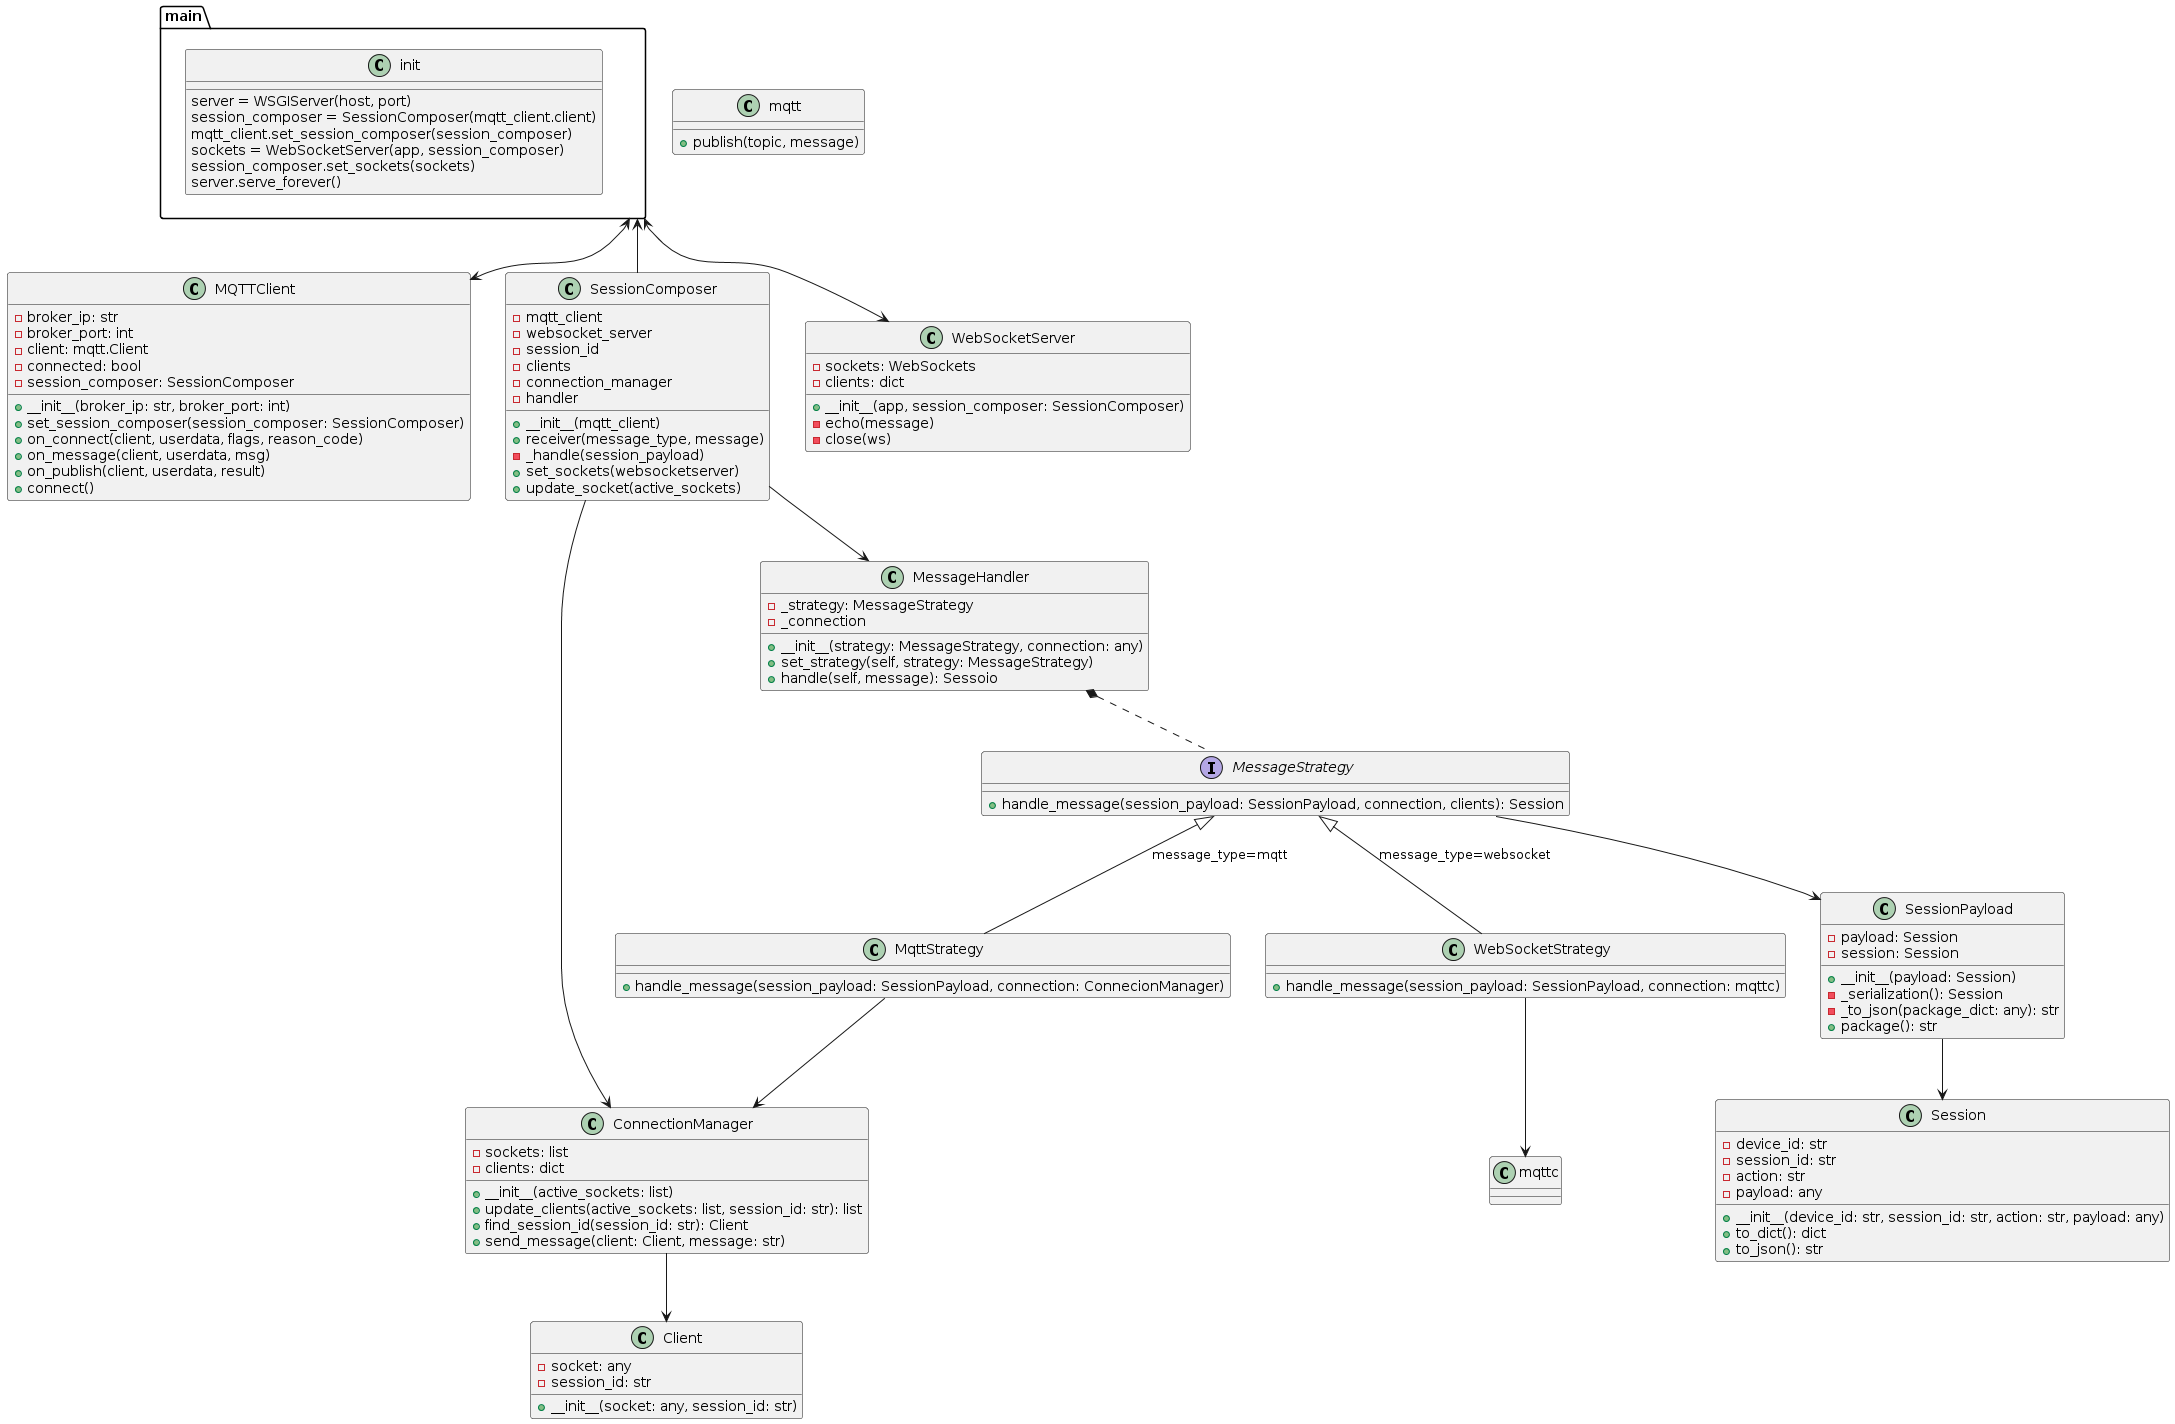 main
init
server = WSGIServer(host, port)
session_composer = SessionComposer(mqtt_client.client)
mqtt_client.set_session_composer(session_composer)
sockets = WebSocketServer(app, session_composer)
session_composer.set_sockets(sockets)
server.serve_forever()
mqtt
publish(topic, message)
MQTTClient
broker_ip: str
broker_port: int
client: mqtt.Client
connected: bool
session_composer: SessionComposer
__init__(broker_ip: str, broker_port: int)
set_session_composer(session_composer: SessionComposer)
on_connect(client, userdata, flags, reason_code)
on_message(client, userdata, msg)
on_publish(client, userdata, result)
connect()
SessionComposer
mqtt_client
websocket_server
session_id
clients
connection_manager
handler
__init__(mqtt_client)
receiver(message_type, message)
_handle(session_payload)
set_sockets(websocketserver)
update_socket(active_sockets)
WebSocketServer
sockets: WebSockets
clients: dict
__init__(app, session_composer: SessionComposer)
echo(message)
close(ws)
MessageHandler
_strategy: MessageStrategy
_connection
__init__(strategy: MessageStrategy, connection: any)
set_strategy(self, strategy: MessageStrategy)
handle(self, message): Sessoio
MessageStrategy
handle_message(session_payload: SessionPayload, connection, clients): Session
message_type=mqtt
message_type=websocket
MqttStrategy
handle_message(session_payload: SessionPayload, connection: ConnecionManager)
WebSocketStrategy
handle_message(session_payload: SessionPayload, connection: mqttc)
SessionPayload
payload: Session
session: Session
__init__(payload: Session)
_serialization(): Session
_to_json(package_dict: any): str
package(): str
ConnectionManager
sockets: list
clients: dict
__init__(active_sockets: list)
update_clients(active_sockets: list, session_id: str): list
find_session_id(session_id: str): Client
send_message(client: Client, message: str)
mqttc
Session
device_id: str
session_id: str
action: str
payload: any
__init__(device_id: str, session_id: str, action: str, payload: any)
to_dict(): dict
to_json(): str
Client
socket: any
session_id: str
__init__(socket: any, session_id: str)